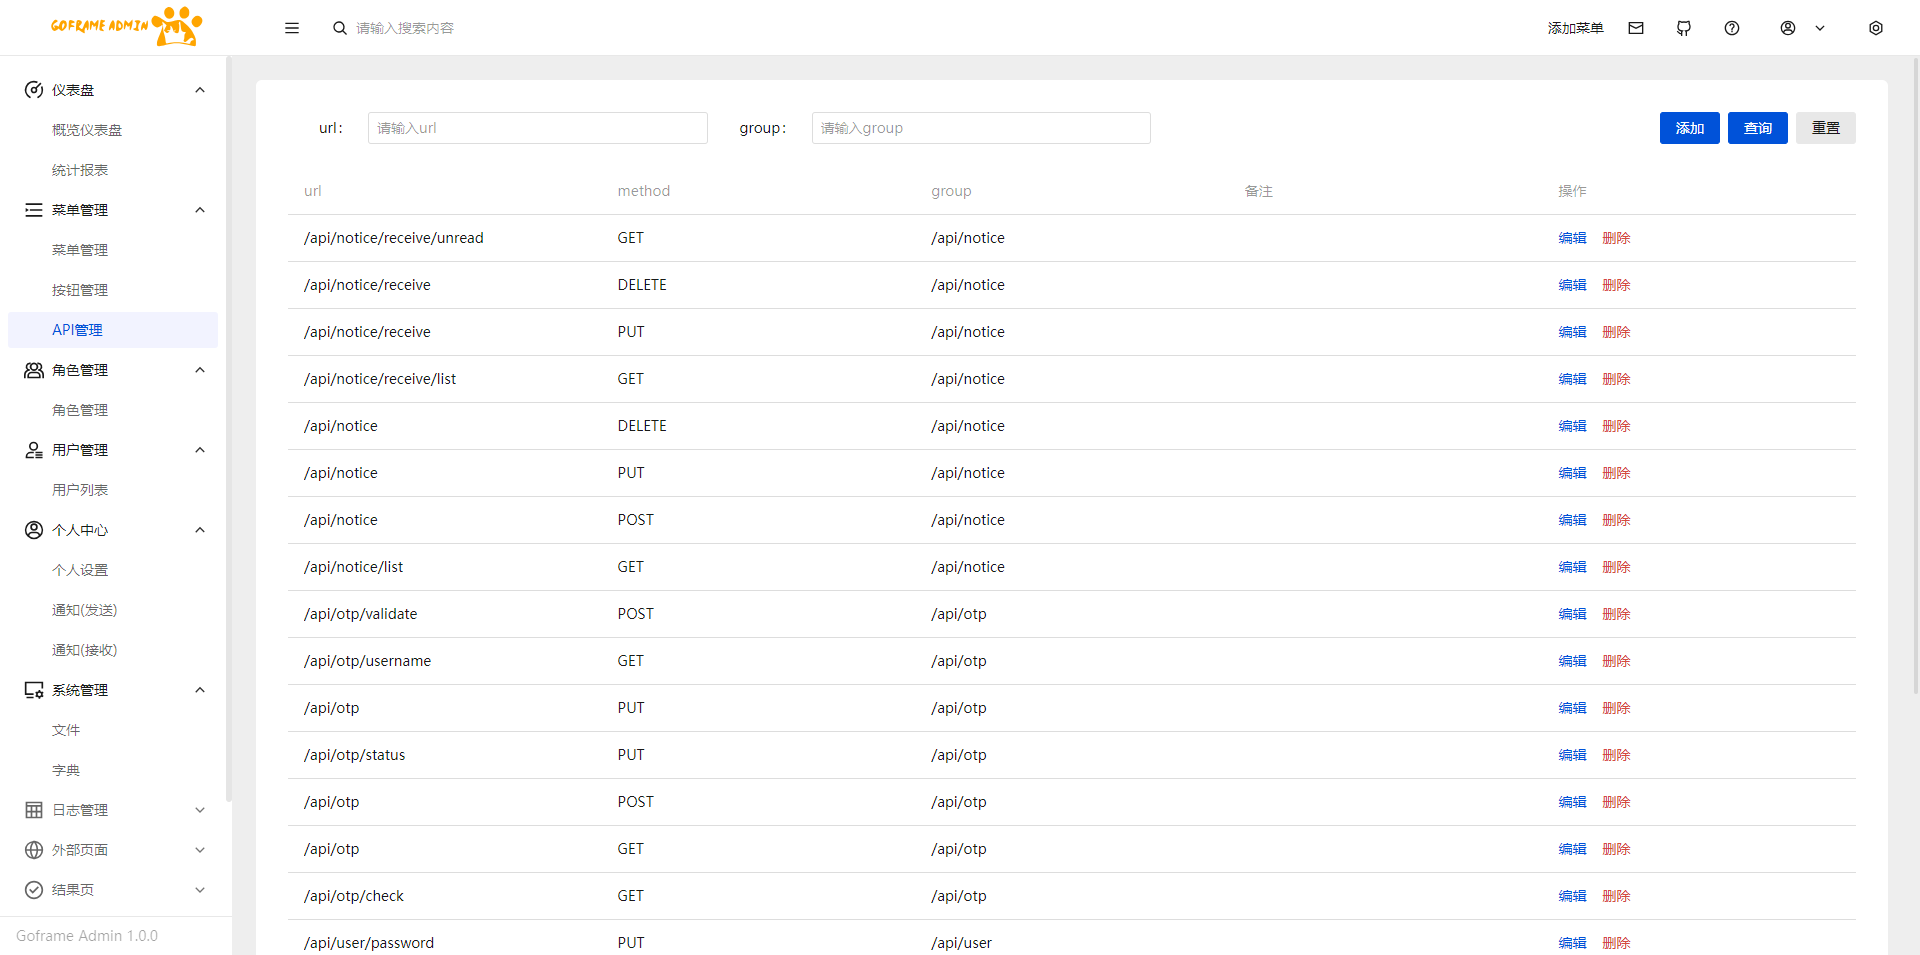 GOFRAME ADMIN
请输入搜索内容
添加菜单
仪表盘
概览仪表盘
统计报表
菜单管理
菜单管理
按钮管理
API管理
角色管理
角色管理
用户管理
用户列表
个人中心
个人设置
通知(发送)
通知(接收)
系统管理
文件
字典
日志管理
外部页面
结果页
Goframe Admin 1.0.0
url: 请输入url group: 请输入group 添加 查询 重置
url method group 备注 操作
/api/notice/receive/unread GET /api/notice 编辑 删除
/api/notice/receive DELETE /api/notice 编辑 删除
/api/notice/receive PUT /api/notice 编辑 删除
/api/notice/receive/list GET /api/notice 编辑 删除
/api/notice DELETE /api/notice 编辑 删除
/api/notice PUT /api/notice 编辑 删除
/api/notice POST /api/notice 编辑 删除
/api/notice/list GET /api/notice 编辑 删除
/api/otp/validate POST /api/otp 编辑 删除
/api/otp/username GET /api/otp 编辑 删除
/api/otp PUT /api/otp 编辑 删除
/api/otp/status PUT /api/otp 编辑 删除
/api/otp POST /api/otp 编辑 删除
/api/otp GET /api/otp 编辑 删除
/api/otp/check GET /api/otp 编辑 删除
/api/user/password PUT /api/user 编辑 删除